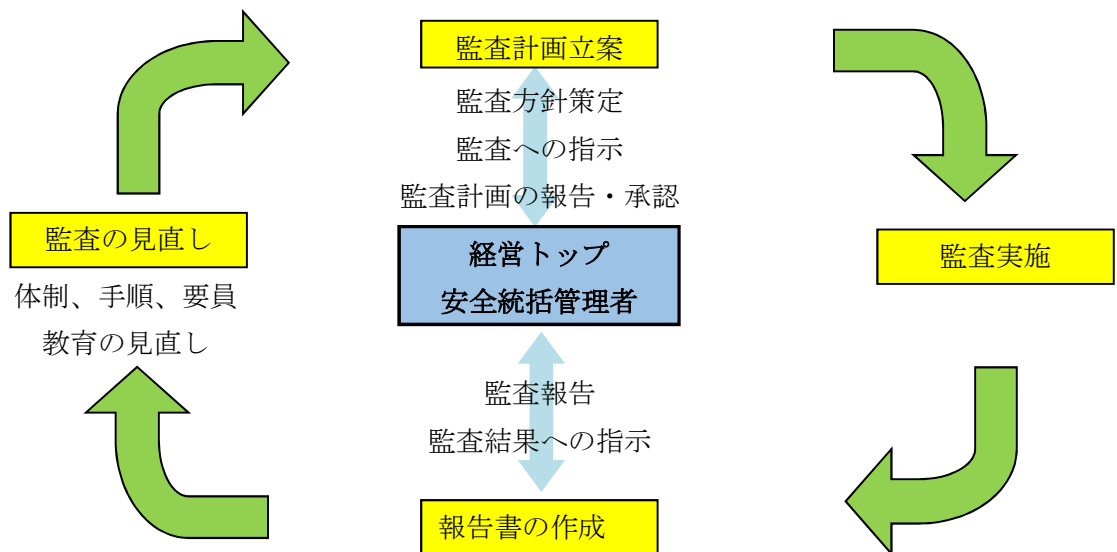 監査計画立案
監査方針策定
監査への指示
監査計画の報告・承認
監査の見直し
体制、手順、要員
教育の見直し
経営トップ
安全統括管理者
監査実施
監査報告
監査結果への指示
報告書の作成